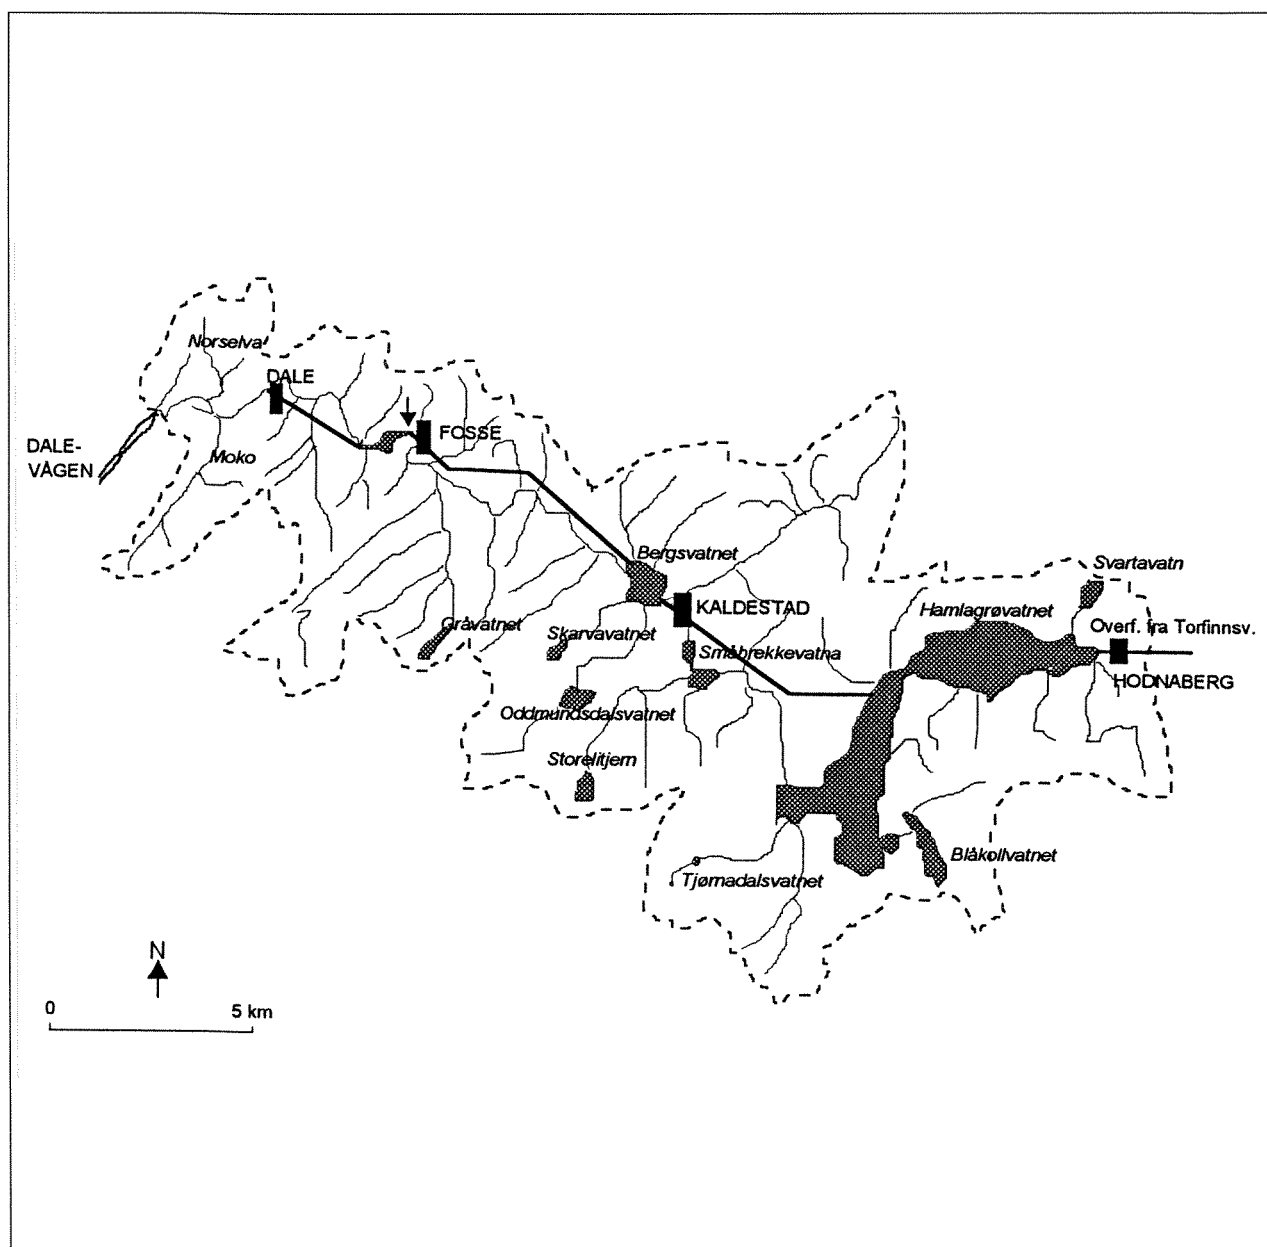 Norselva
DALE
DALE-
VÅGEN
Moko
FOSSE
Bergsvatnet
Svartavatn
KALDESTAD
Hamlagrøvatnet
Gråvatnet
Skarvavatnet
Småbrekkevatna
Overf. fra Torfinnsv.
HODNABERG
Oddmundsdalsvatnet
Storelitjern
Blåkollvatnet
Tjørnadalsvatnet
N
0 5 km